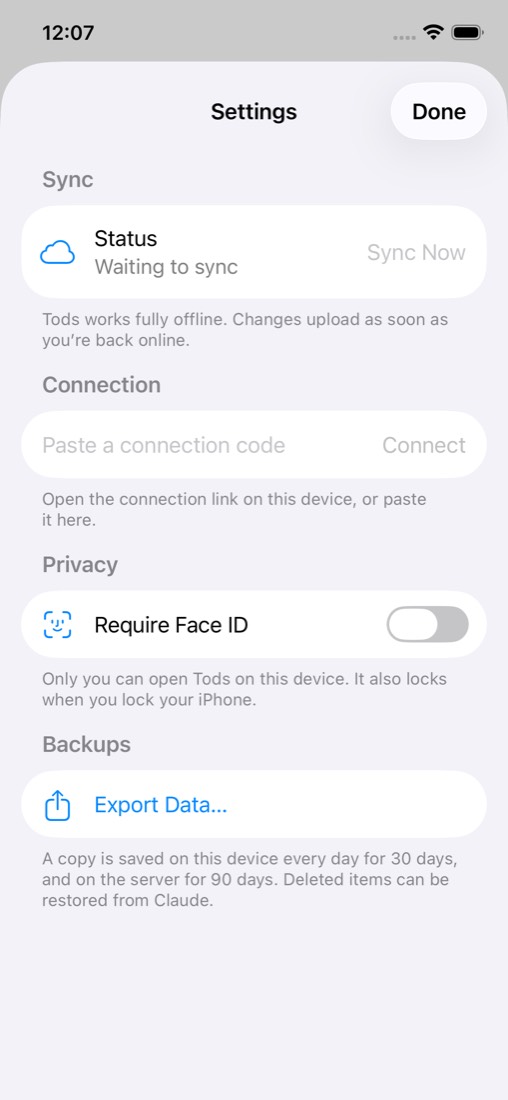 12:07
Settings
Done
Sync
Status
Waiting to sync
Sync Now
Tods works fully offline. Changes upload as soon as
you’re back online.
Connection
Paste a connection code
Connect
Open the connection link on this device, or paste
it here.
Privacy
Require Face ID
Only you can open Tods on this device. It also locks
when you lock your iPhone.
Backups
Export Data...
A copy is saved on this device every day for 30 days,
and on the server for 90 days. Deleted items can be
restored from Claude.